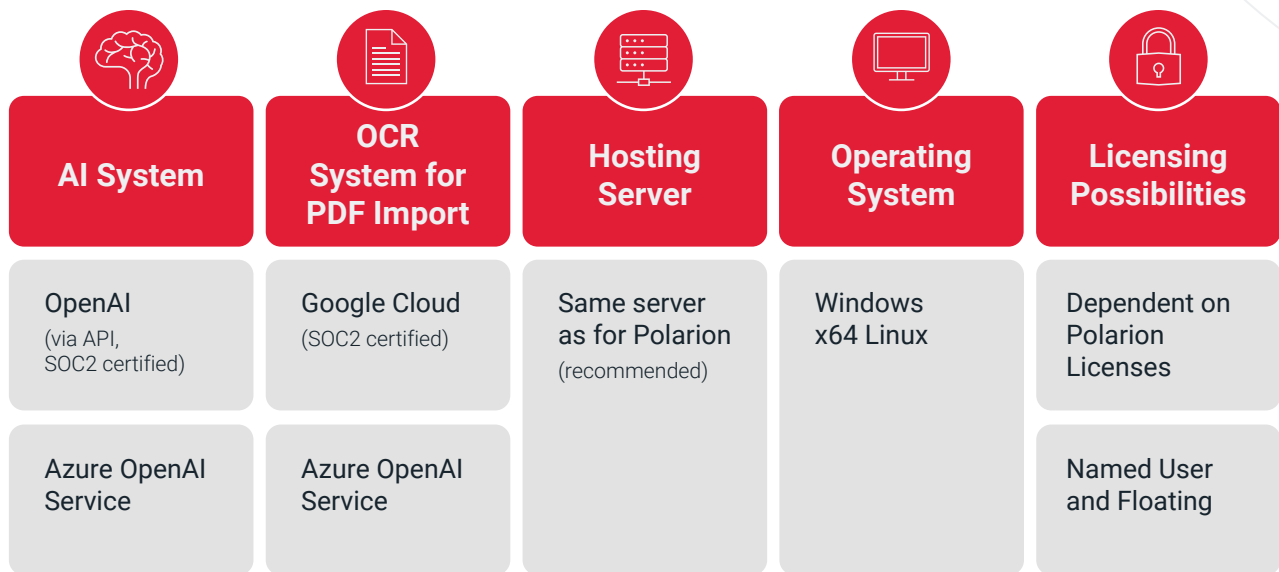 AI System
OCR
System for
PDF Import
Hosting
Server
Operating
System
Licensing
Possibilities
OpenAI
(via API,
SOC2 certified)
Google Cloud
(SOC2 certified)
Same server
as for Polarion
(recommended)
Windows
x64 Linux
Dependent on
Polarion
Licenses
Azure OpenAI
Service
Azure OpenAI
Service
Named User
and Floating